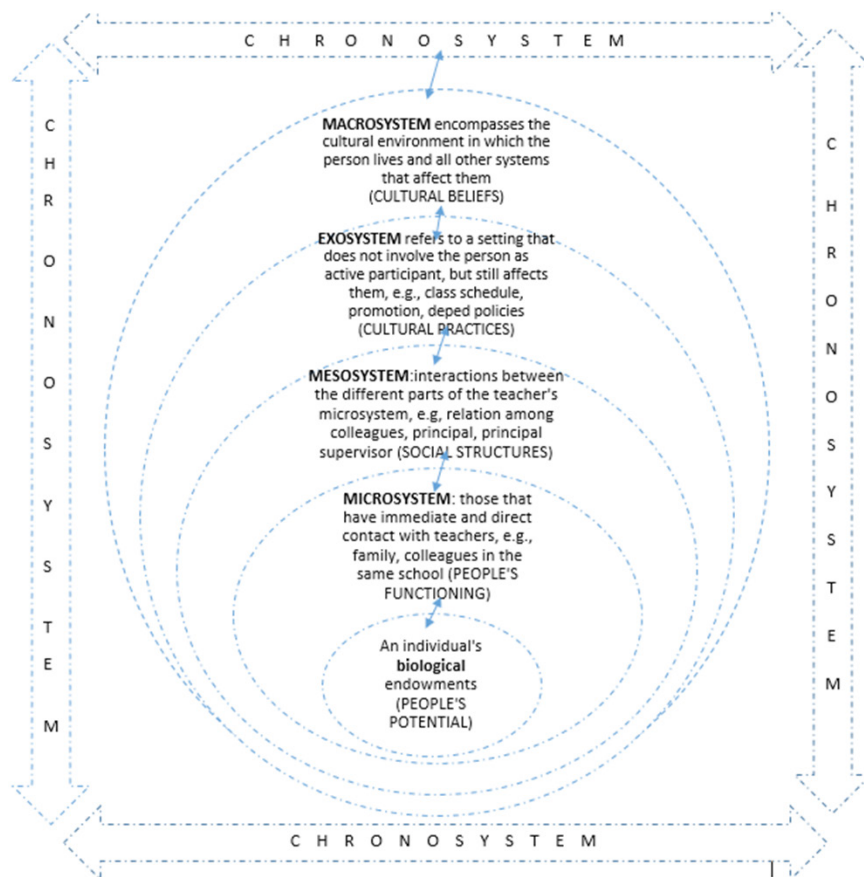 C H R O N O S Y S T E M
C H R O N O S Y S T E M
MACROSYSTEM encompasses the
cultural environment in which the
person lives and all other systems
that affect them
(CULTURAL BELIEFS)
EXOSYSTEM refers to a setting that
does not involve the person as
active participant, but still affects
them, e.g., class schedule,
promotion, deped policies
(CULTURAL PRACTICES)
MESOSYSTEM:interactions between
the different parts of the teacher's
microsystem, e.g, relation among
colleagues, principal, principal
supervisor (SOCIAL STRUCTURES)
MICROSYSTEM: those that
have immediate and direct
contact with teachers, e.g.,
family, colleagues in the
same school (PEOPLE'S
FUNCTIONING)
An individual's
biological
endowments
(PEOPLE'S
POTENTIAL)
C H R O N O S Y S T E M
C H R O N O S Y S T E M